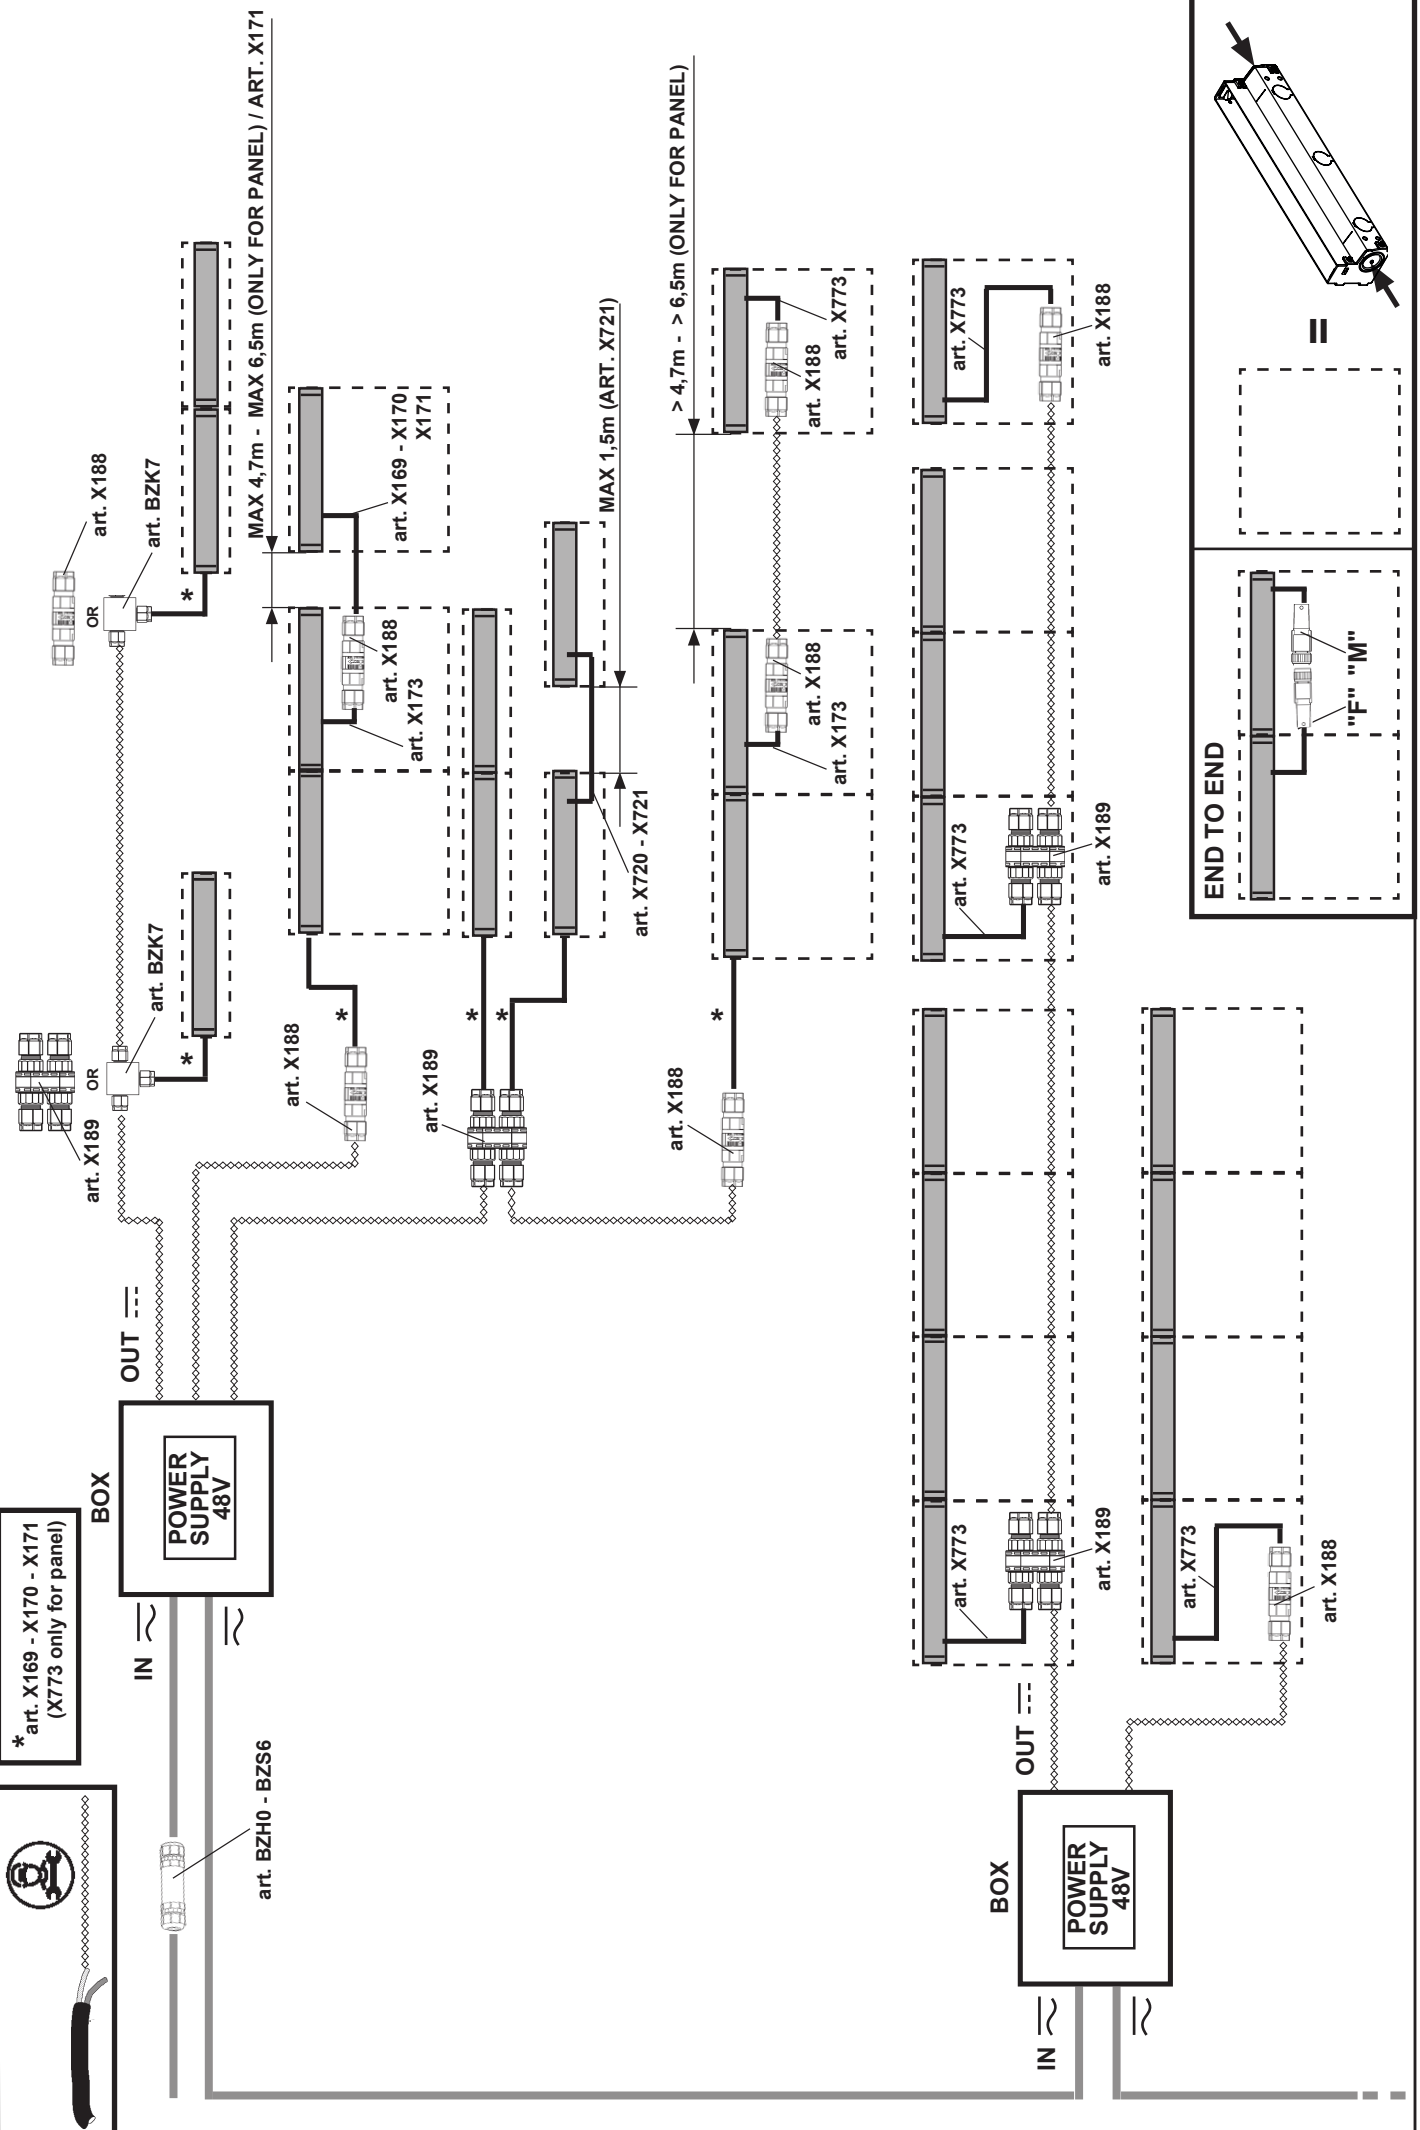 * art. X169 - X170 - X171
(X773 only for panel)
BOX
POWER
SUPPLY
48V
IN
OUT
art. BZH0 - BZS6
art. X189
OR
art. BZK7
*
art. X188
OR
art. BZK7
*
MAX 4,7m - MAX 6,5m (ONLY FOR PANEL) / ART. X171
art. X188
*
art. X173
art. X188
art. X169 - X170
X171
art. X189
*
*
art. X720 - X721
MAX 1,5m (ART. X721)
> 4,7m - > 6,5m (ONLY FOR PANEL)
art. X188
*
art. X173
art. X188
art. X188
art. X773
BOX
POWER
SUPPLY
48V
IN
OUT
art. X773
art. X189
art. X773
art. X189
art. X773
art. X188
art. X773
art. X188
END TO END
"F" "M"
=